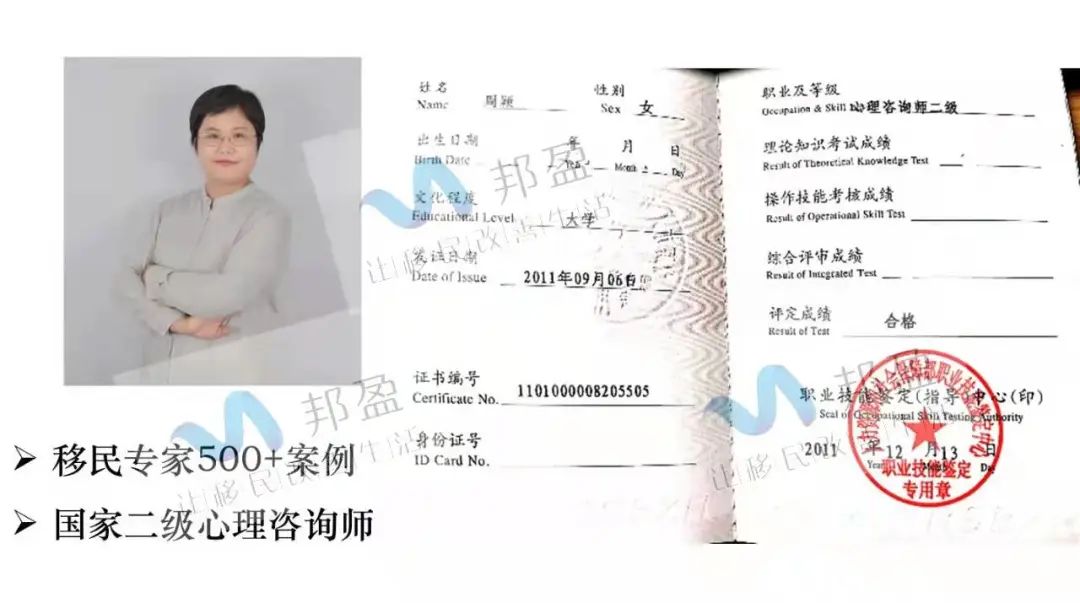 姓名
Name 周颖
性别
Sex 女
出生日期 年 月 日
Birth Date Year Month Day
文化程度
Educational Level 大学
发证日期
Date of Issue 2011年09月06日
证书编号
Certificate No. 1101000008205505
身份证号
ID Card No.
职业及等级
Occupation & Skill 心理咨询师二级
理论知识考试成绩
Result of Theoretical Knowledge Test
操作技能考核成绩
Result of Operational Skill Test
综合评审成绩
Result of Integrated Test
评定成绩
Result of Test 合格
职业技能鉴定(指导)中心(印)
Seal of Occupational Skill Testing Authority
2011 年 12 月 13 日
Year Month Day
职业技能鉴定
专用章
➢ 移民专家500+案例
➢ 国家二级心理咨询师
邦盈
让移民改善生活
邦盈
让移民改善生活
邦盈
让移民改善生活